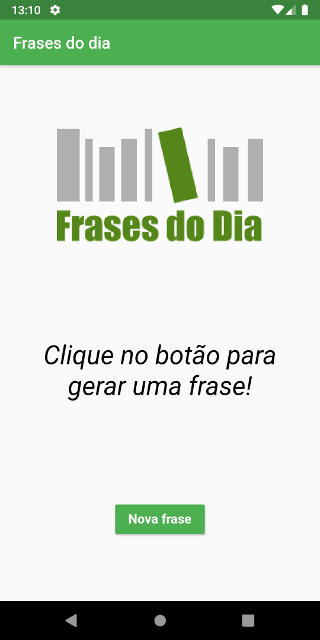 13:10
Frases do dia
Frases do Dia
Clique no botão para
gerar uma frase!
Nova frase